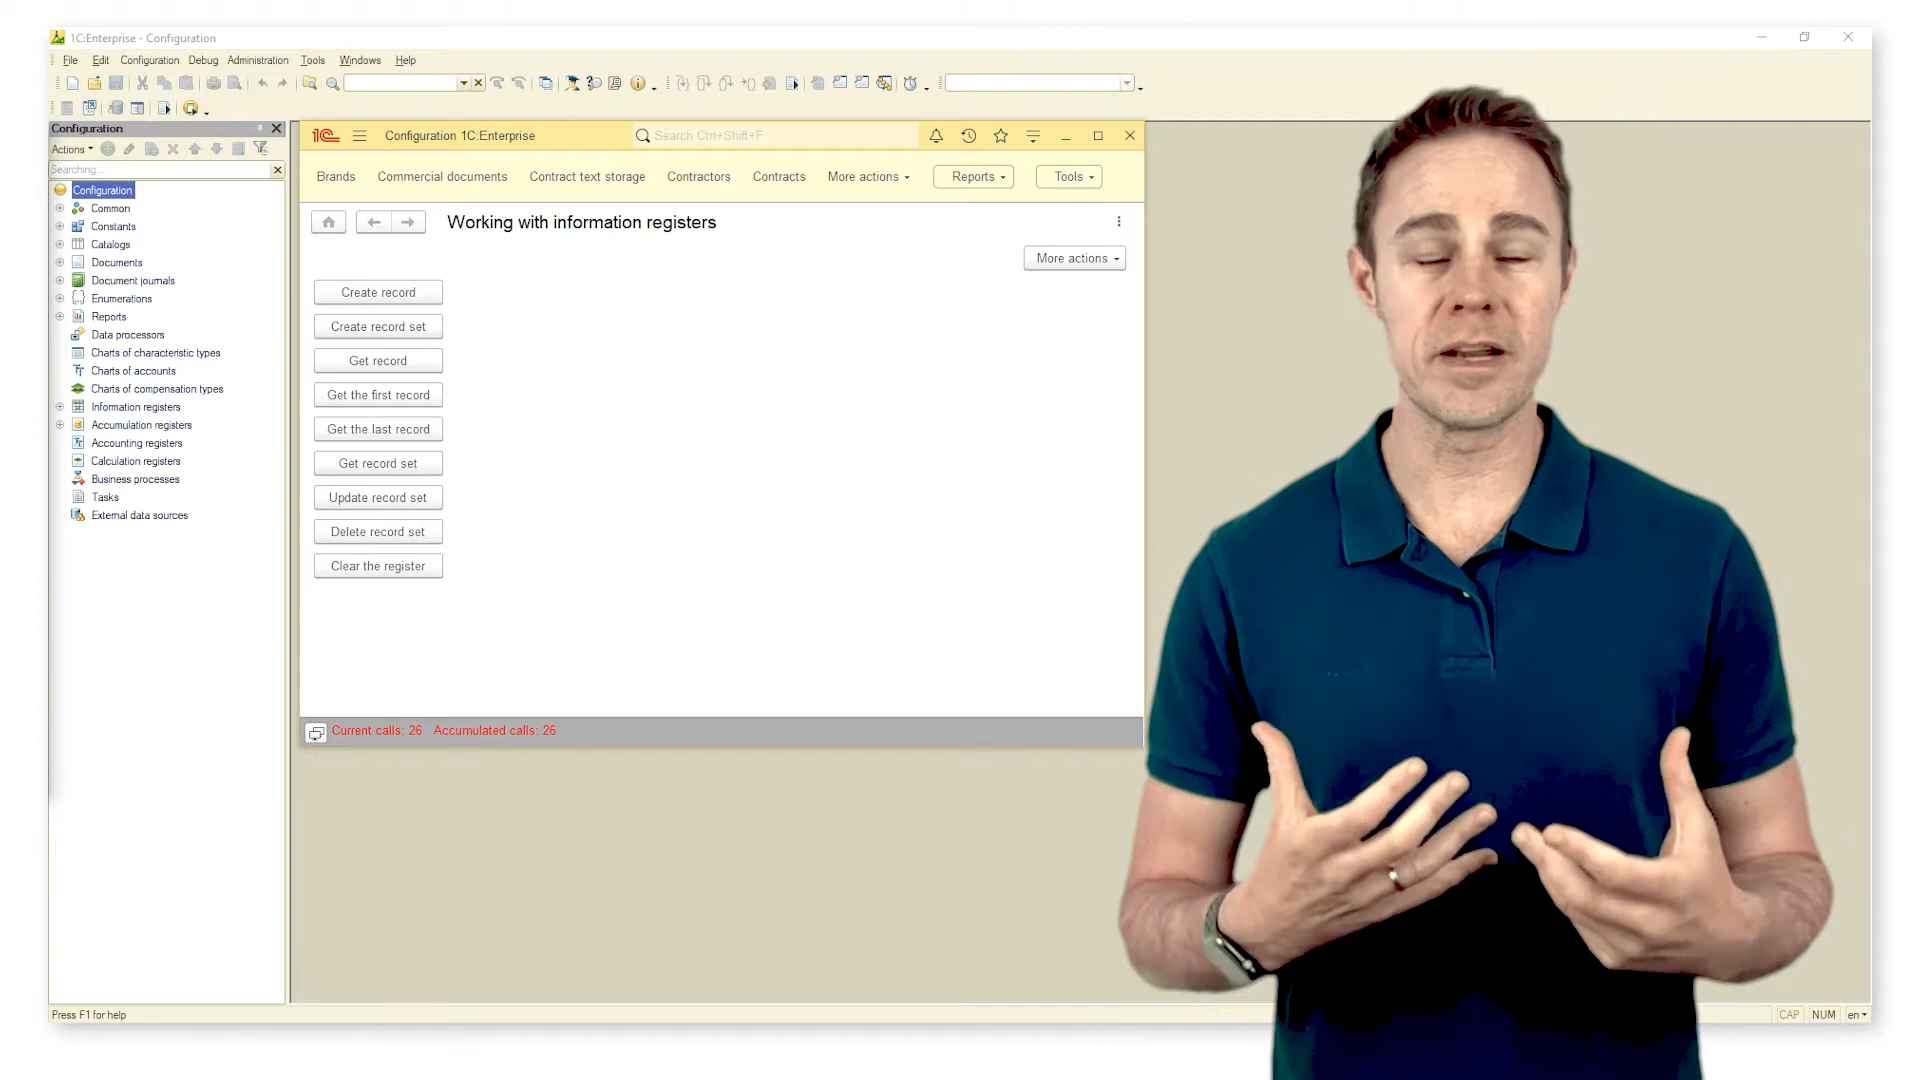 1C:Enterprise - Configuration
File Edit Configuration Debug Administration Tools Windows Help
Configuration
Actions
Searching...
Configuration
Common
Constants
Catalogs
Documents
Document journals
Enumerations
Reports
Data processors
Charts of characteristic types
Charts of accounts
Charts of compensation types
Information registers
Accumulation registers
Accounting registers
Calculation registers
Business processes
Tasks
External data sources
1C Configuration 1C:Enterprise Search Ctrl+Shift+F
Brands Commercial documents Contract text storage Contractors Contracts More actions Reports Tools
Working with information registers
More actions
Create record
Create record set
Get record
Get the first record
Get the last record
Get record set
Update record set
Delete record set
Clear the register
Current calls: 26 Accumulated calls: 26
Press F1 for help
CAP NUM en